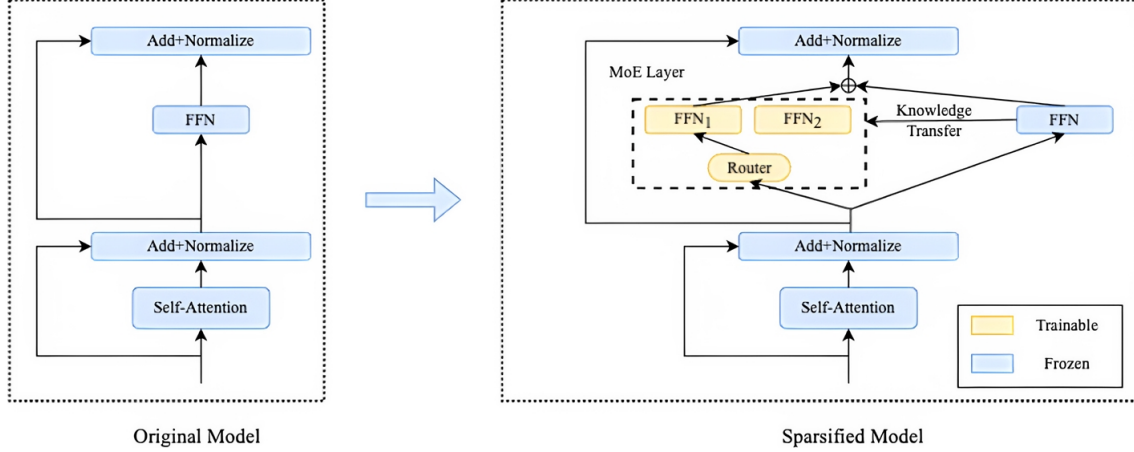 Add+Normalize
FFN
Add+Normalize
Self-Attention
Original Model
Add+Normalize
MoE Layer
FFN₁
FFN₂
Knowledge
Transfer
FFN
Router
Add+Normalize
Self-Attention
Trainable
Frozen
Sparsified Model